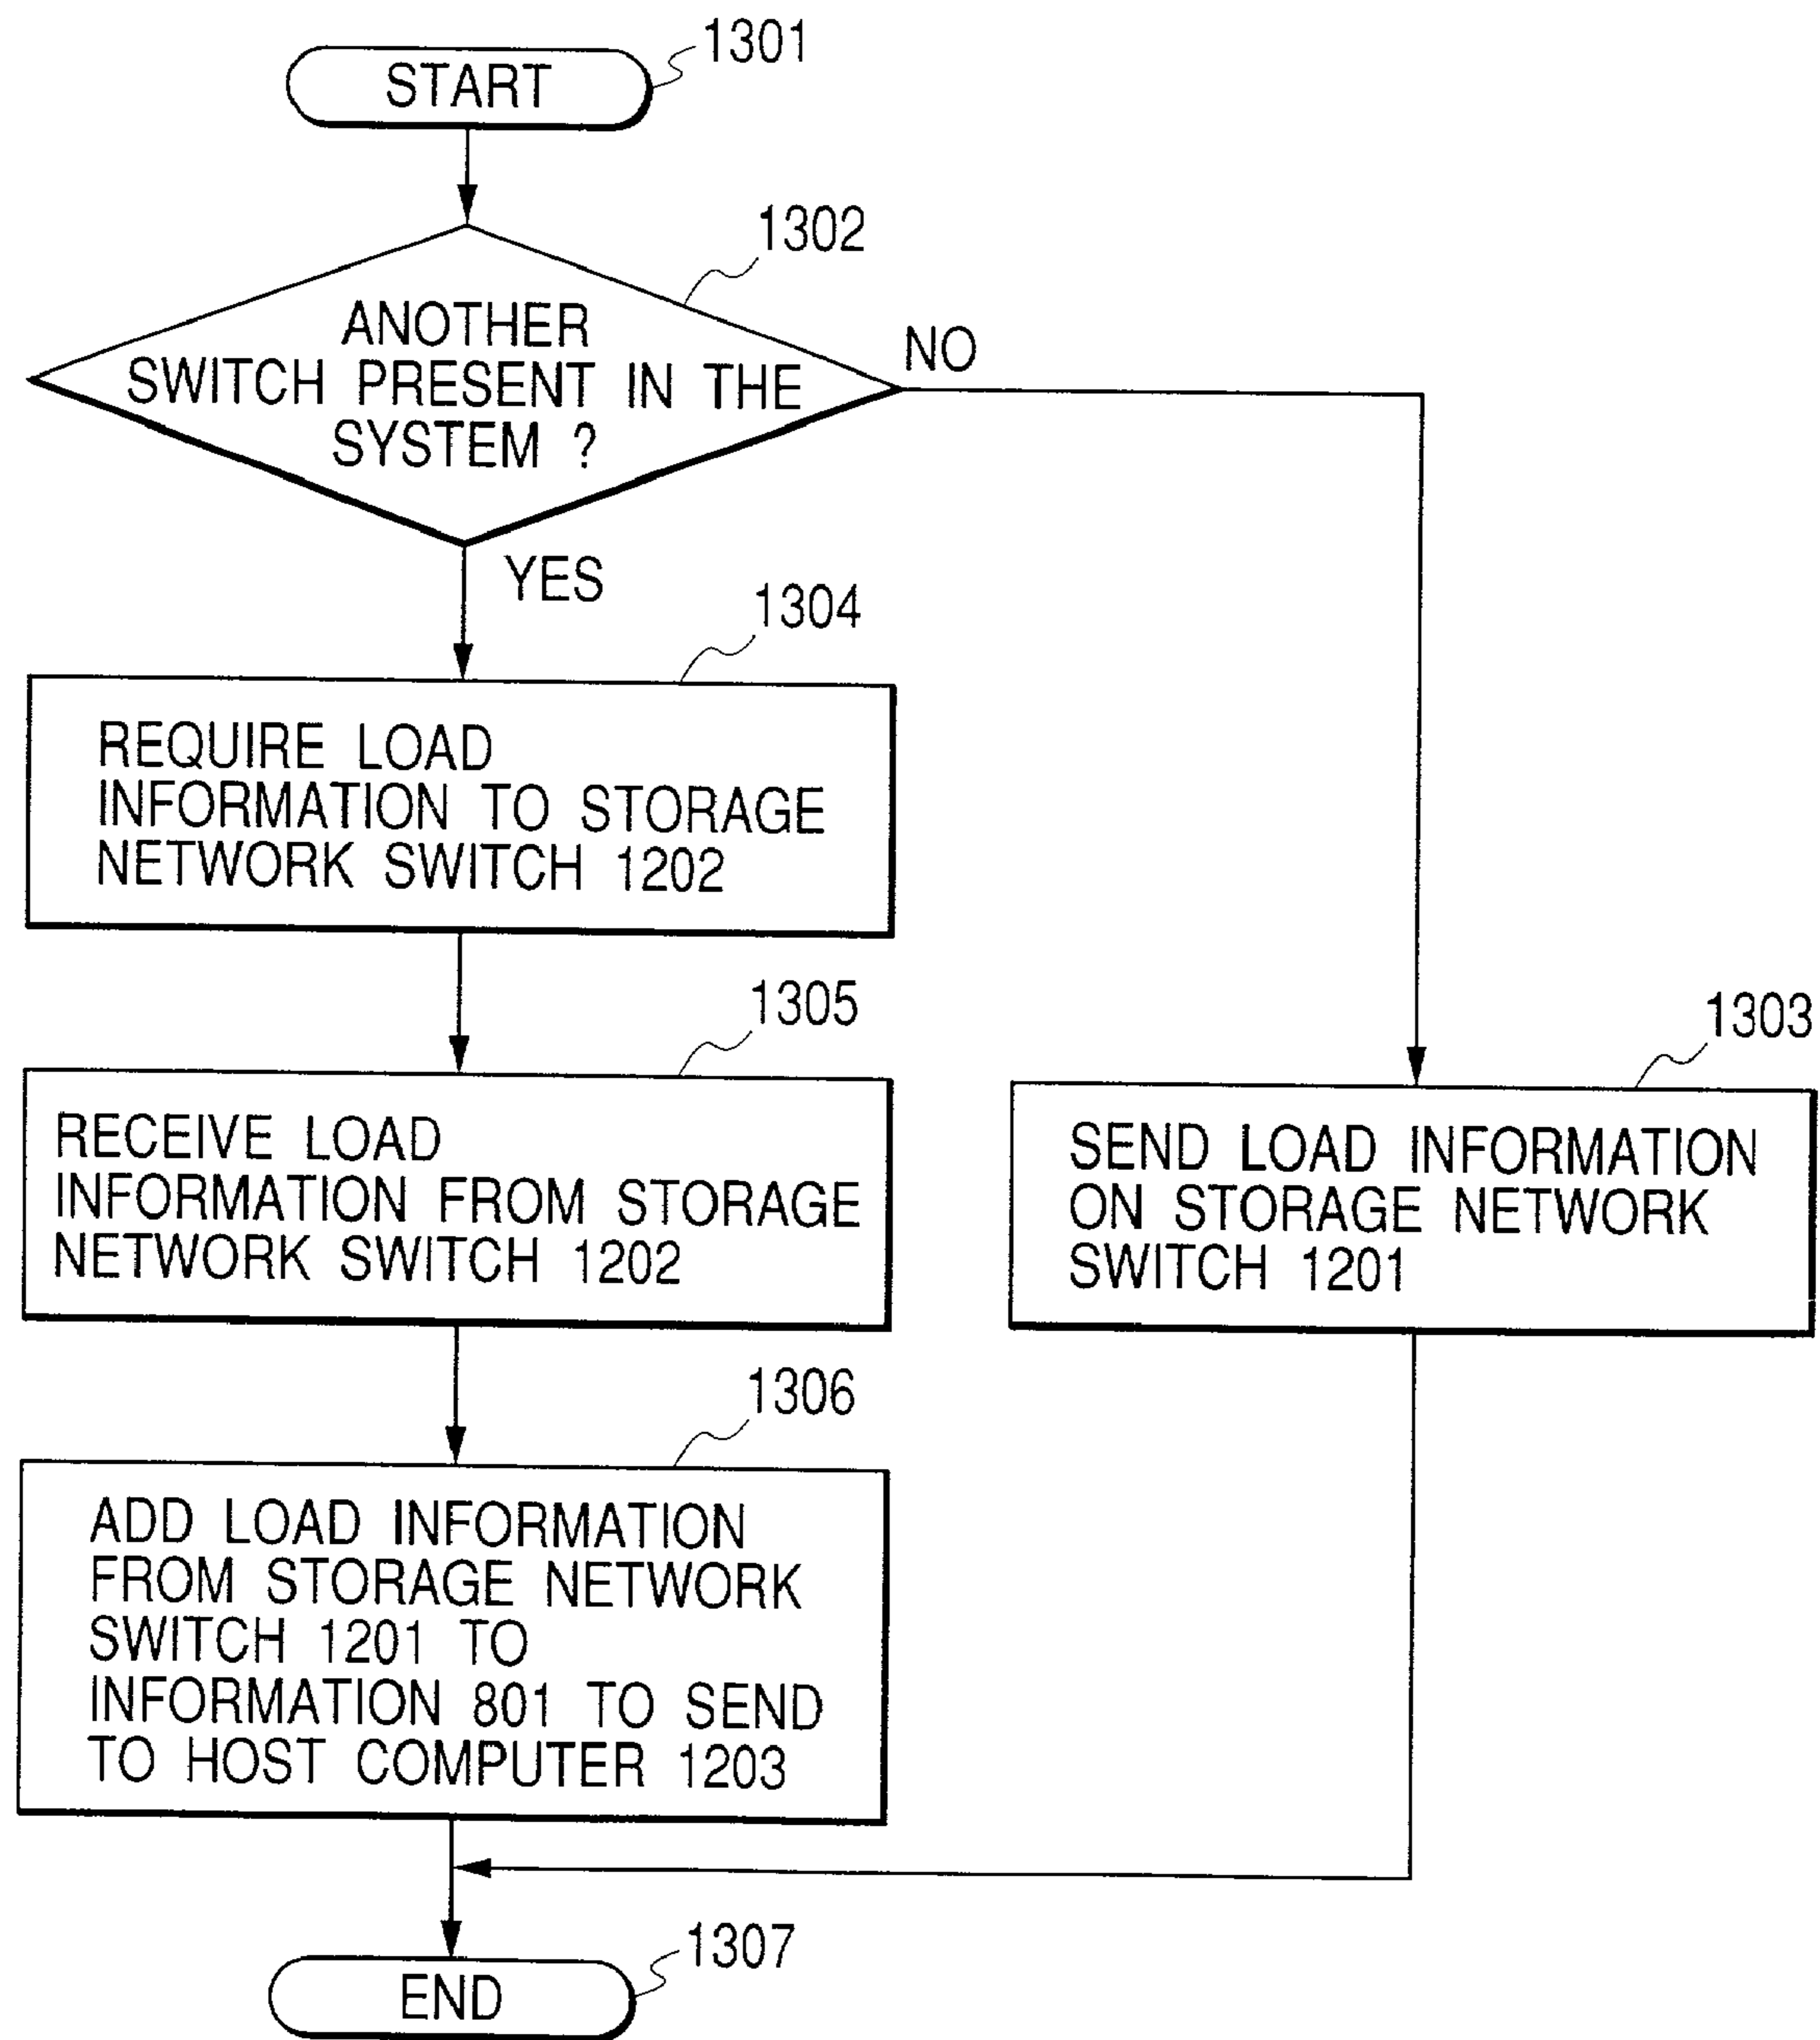 1301
START
1302
ANOTHER
SWITCH PRESENT IN THE
SYSTEM ?
NO
YES
1304
REQUIRE LOAD
INFORMATION TO STORAGE
NETWORK SWITCH 1202
1305
RECEIVE LOAD
INFORMATION FROM STORAGE
NETWORK SWITCH 1202
1303
SEND LOAD INFORMATION
ON STORAGE NETWORK
SWITCH 1201
1306
ADD LOAD INFORMATION
FROM STORAGE NETWORK
SWITCH 1201 TO
INFORMATION 801 TO SEND
TO HOST COMPUTER 1203
1307
END